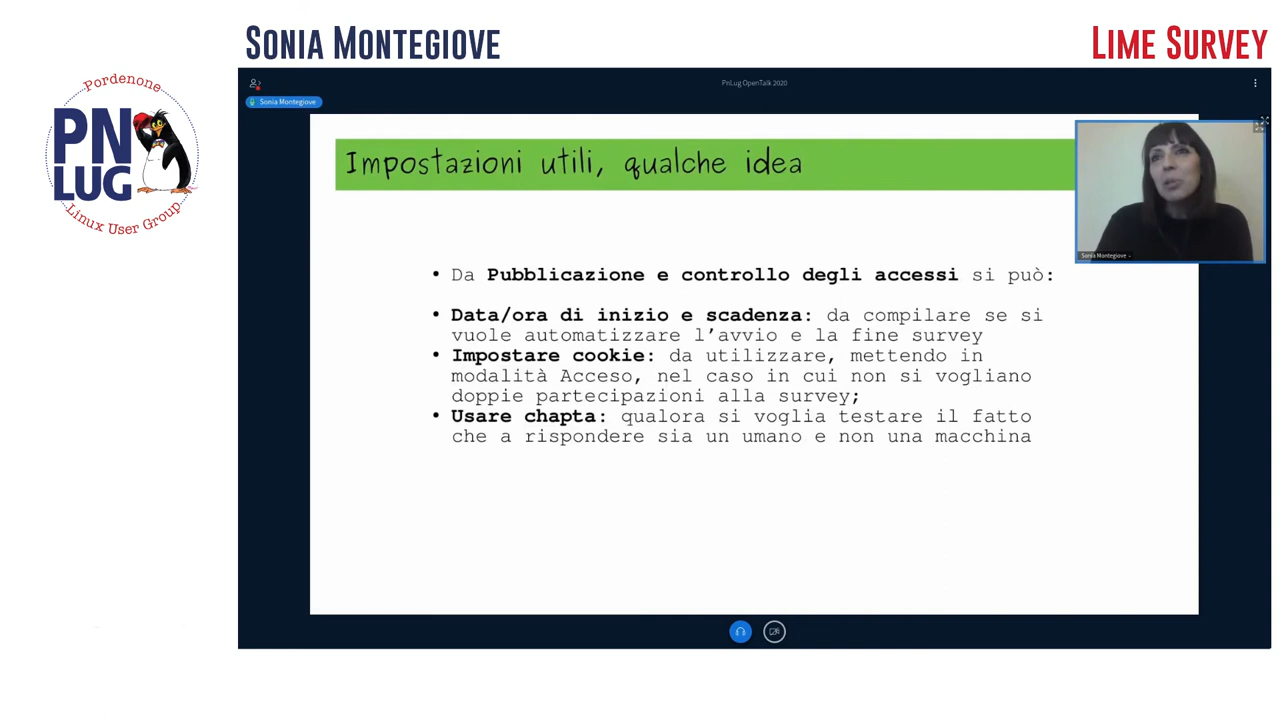 SONIA MONTEGIOVE
LIME SURVEY
Pordenone
PN
LUG
Linux User Group
PnLug OpenTalk 2020
Sonia Montegiove
Impostazioni utili, qualche idea
Sonia Montegiove
• Da Pubblicazione e controllo degli accessi si può:
• Data/ora di inizio e scadenza: da compilare se si
vuole automatizzare l’avvio e la fine survey
• Impostare cookie: da utilizzare, mettendo in
modalità Acceso, nel caso in cui non si vogliano
doppie partecipazioni alla survey;
• Usare chapta: qualora si voglia testare il fatto
che a rispondere sia un umano e non una macchina